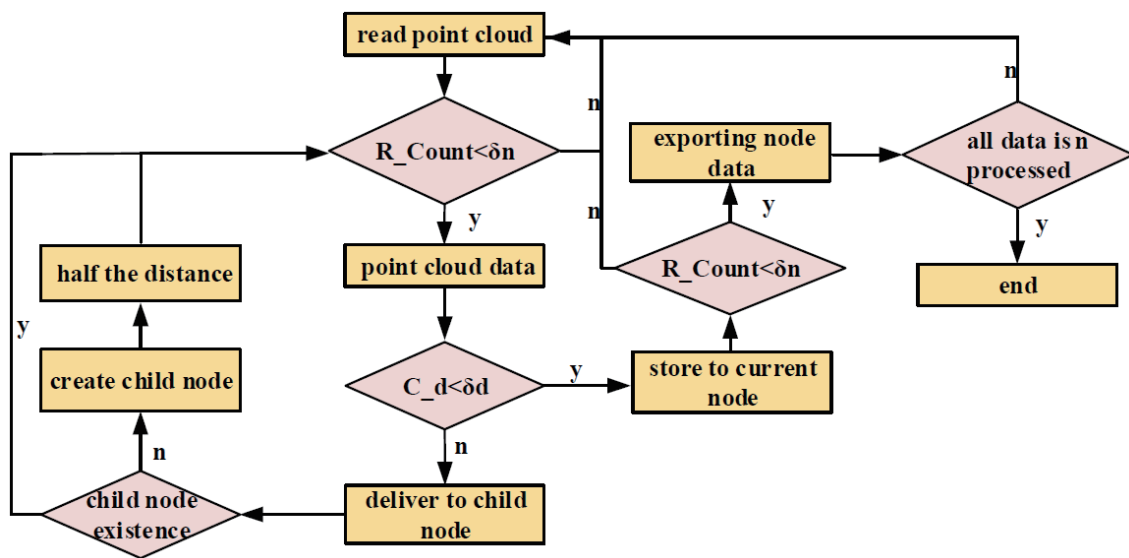 read point cloud
n
n
R_Count<δn
exporting node
data
all data is n
processed
n
y
y
y
half the distance
point cloud data
R_Count<δn
end
y
create child node
C_d<δd
y
store to current
node
n
n
child node
existence
deliver to child
node